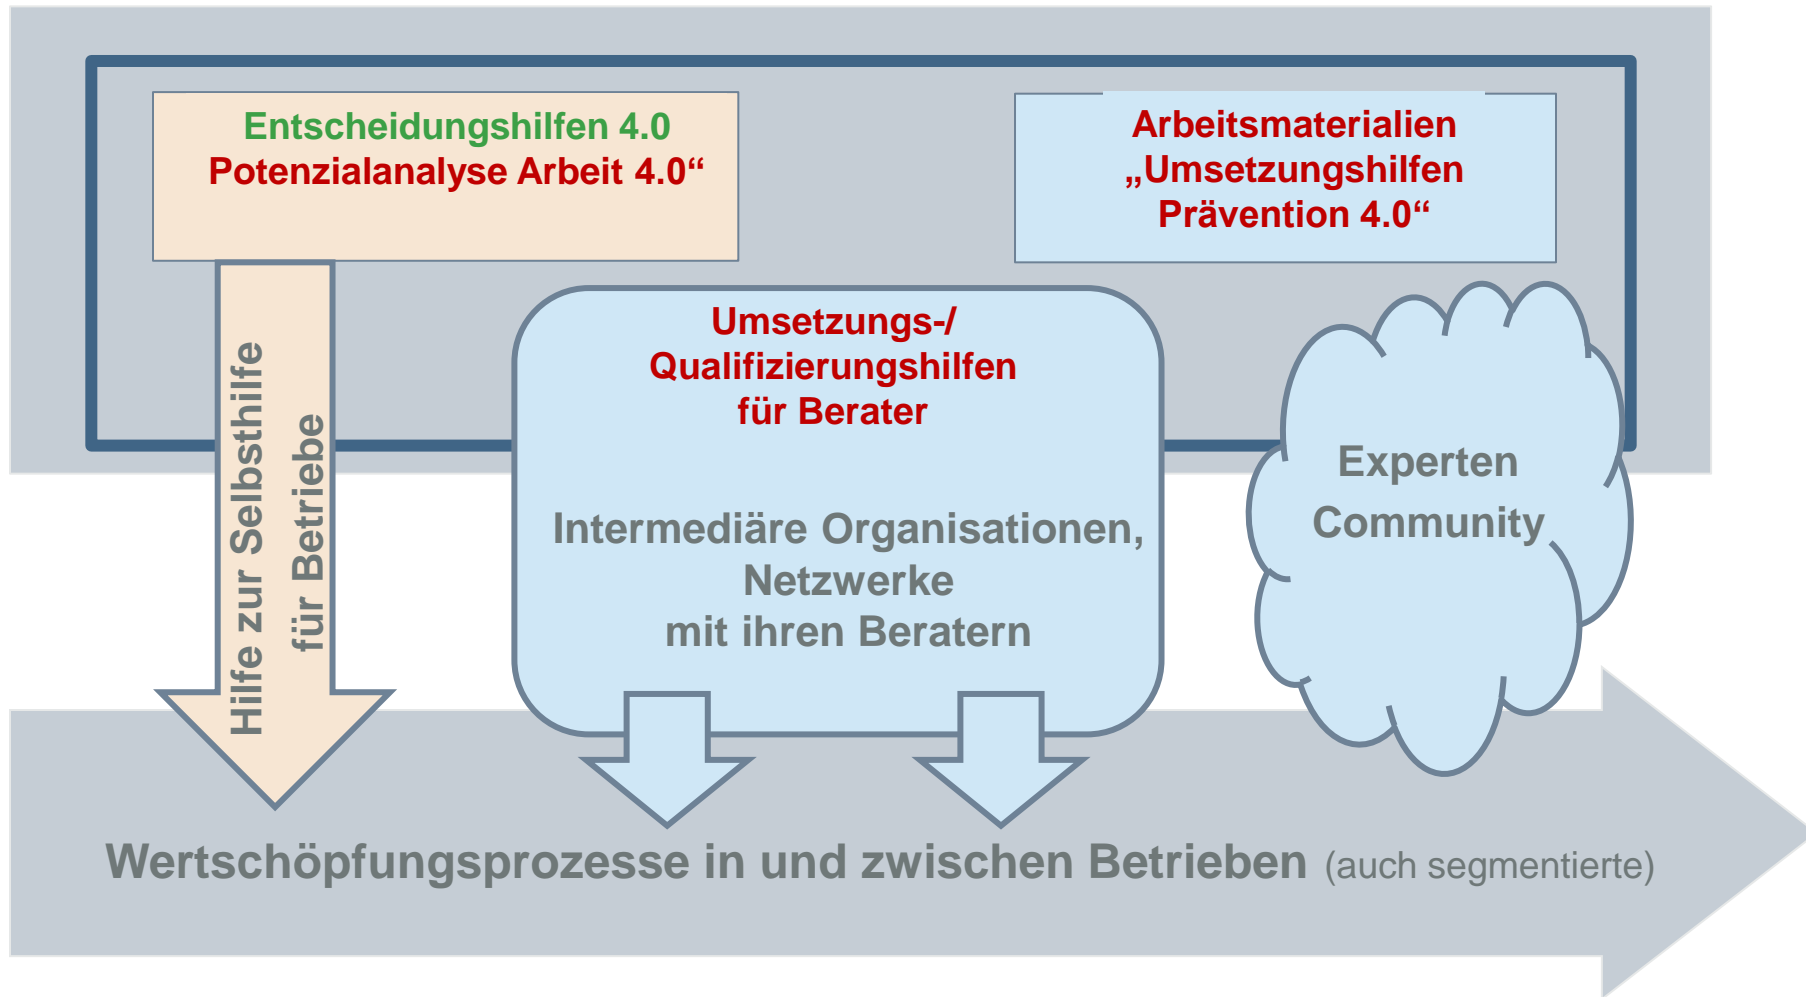 Entscheidungshilfen 4.0
Potenzialanalyse Arbeit 4.0“
Arbeitsmaterialien
„Umsetzungshilfen
Prävention 4.0“
Hilfe zur Selbsthilfe
für Betriebe
Umsetzungs-/
Qualifizierungshilfen
für Berater
Intermediäre Organisationen,
Netzwerke
mit ihren Beratern
Experten
Community
Wertschöpfungsprozesse in und zwischen Betrieben (auch segmentierte)